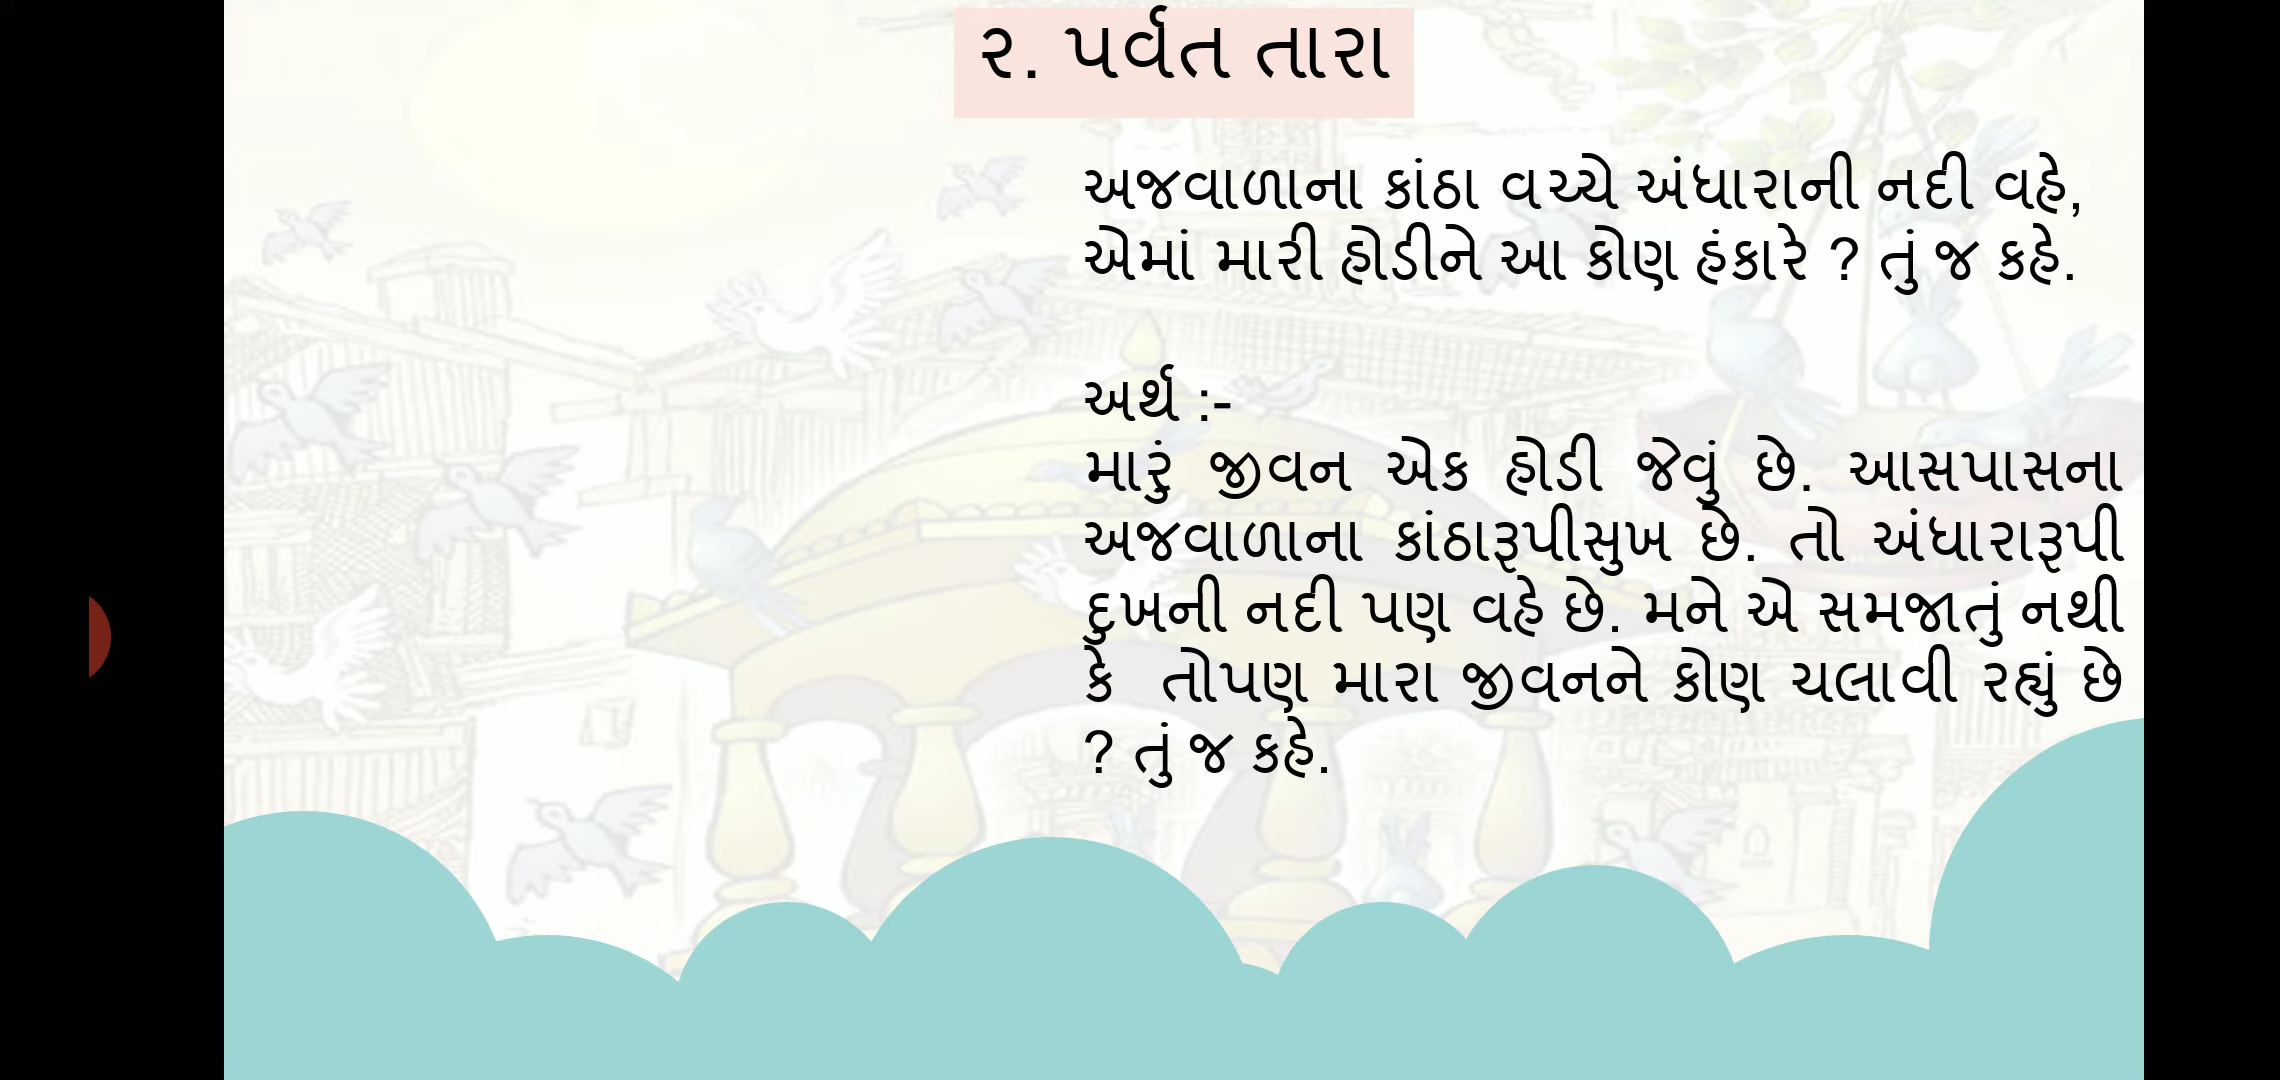 ૨. પર્વત તારા
અજવાળાના કાંઠા વચ્ચે અંધારાની નદી વહે,
એમાં મારી હોડીને આ કોણ હંકારે ? તું જ કહે.
અર્થ :-
મારું જીવન એક હોડી જેવું છે. આસપાસના
અજવાળાના કાંઠારૂપીસુખ છે. તો અંધારારૂપી
દુખની નદી પણ વહે છે. મને એ સમજાતું નથી
કે તોપણ મારા જીવનને કોણ ચલાવી રહ્યું છે
? તું જ કહે.